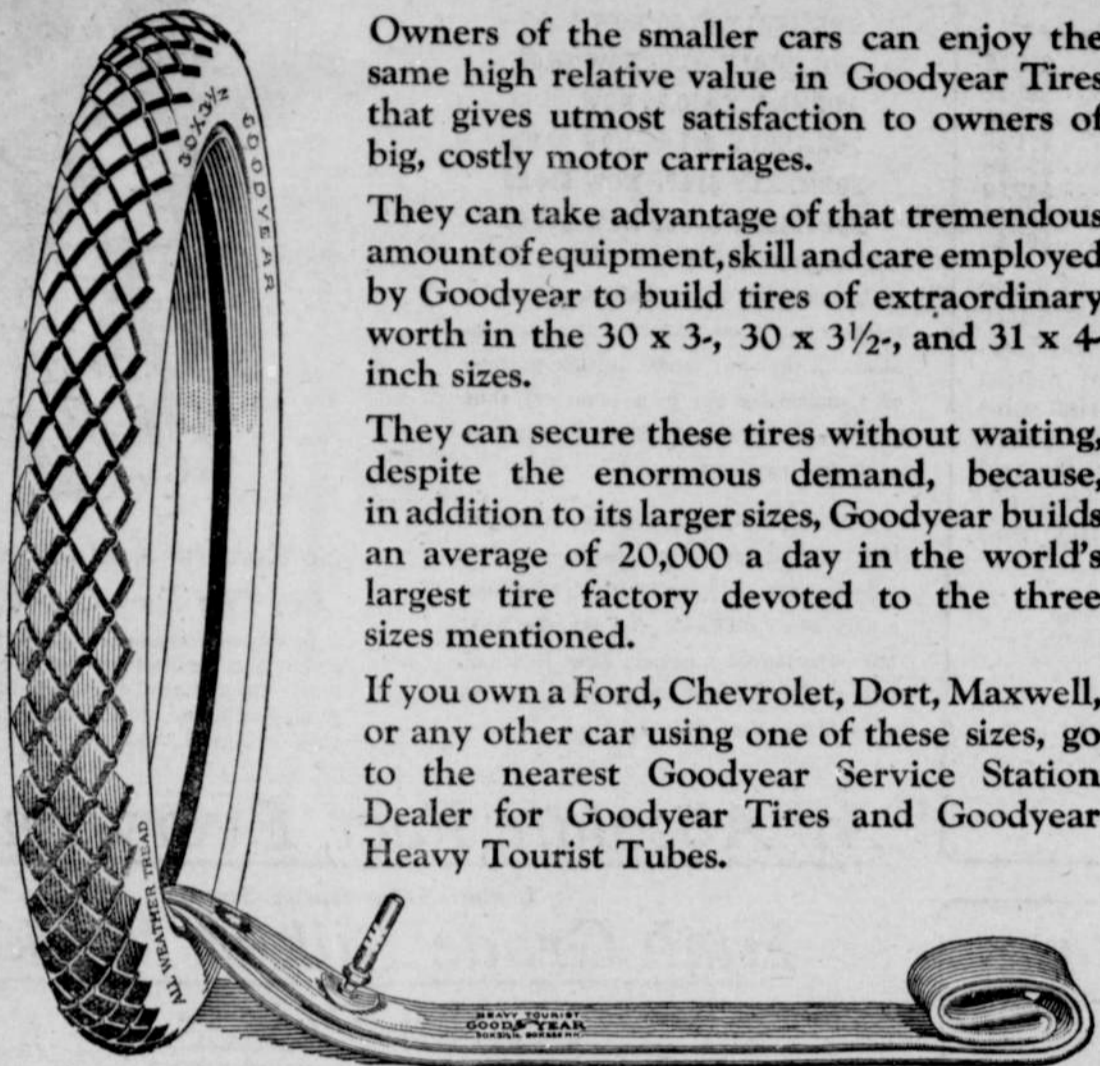 Owners of the smaller cars can enjoy the
same high relative value in Goodyear Tires
that gives utmost satisfaction to owners of
big, costly motor carriages.
They can take advantage of that tremendous
amount of equipment, skill and care employed
by Goodyear to build tires of extraordinary
worth in the 30 x 3-, 30 x 3½-, and 31 x 4-
inch sizes.
They can secure these tires without waiting,
despite the enormous demand, because,
in addition to its larger sizes, Goodyear builds
an average of 20,000 a day in the world's
largest tire factory devoted to the three
sizes mentioned.
If you own a Ford, Chevrolet, Dort, Maxwell,
or any other car using one of these sizes, go
to the nearest Goodyear Service Station
Dealer for Goodyear Tires and Goodyear
Heavy Tourist Tubes.
30X3½
GOODYEAR
ALL WEATHER TREAD
HEAVY TOURIST
GOODYEAR